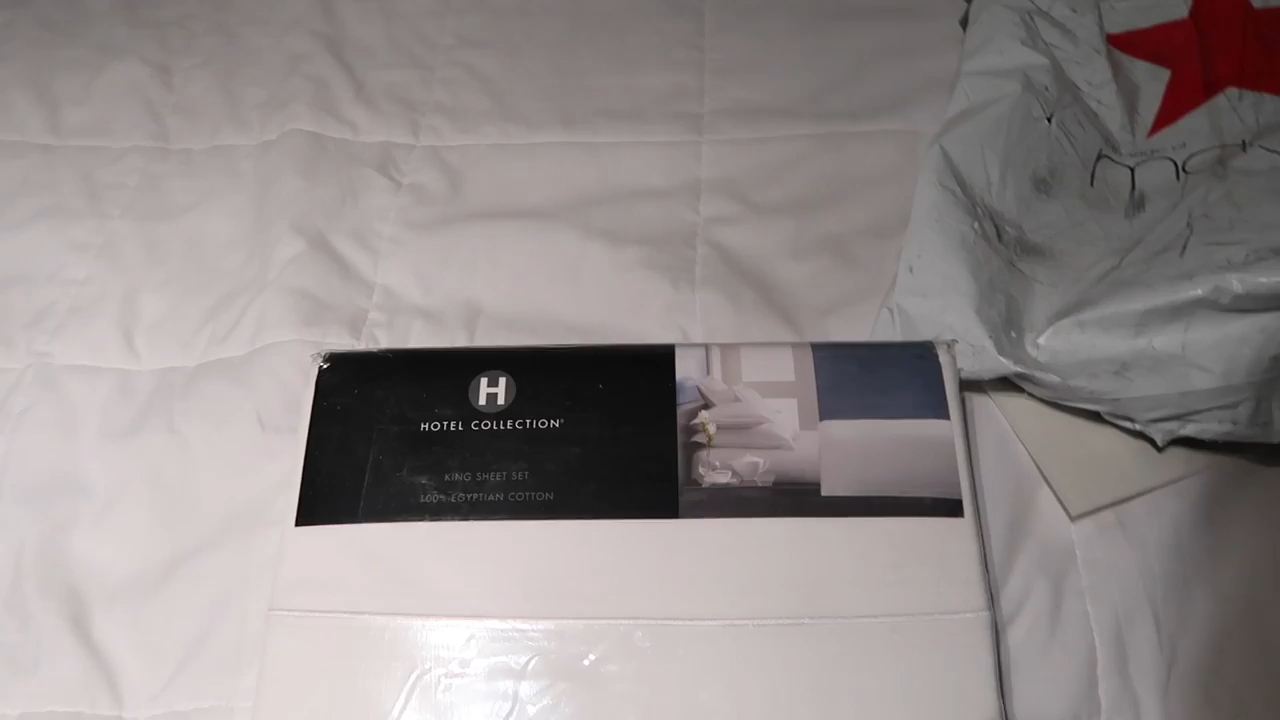 H
HOTEL COLLECTION®
KING SHEET SET
100% EGYPTIAN COTTON